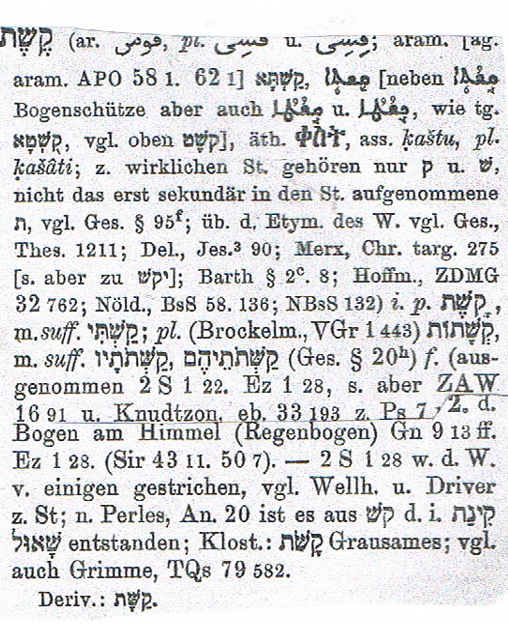 קֶשֶׁת (ar. قوس, pl. قسى u. قِسِى; aram. [äg.
aram. APO 58 1. 62 1] קַשְׁתָּא, [neben
Bogenschütze aber auch u. , wie tg.
קַשְׁטָא, vgl. oben קשׁט], äth. ቀስት, ass. ḳaštu, pl.
ḳašâti; z. wirklichen St. gehören nur ק u. שׁ,
nicht das erst sekundär in den St. aufgenommene
ת, vgl. Ges. § 95ᶠ; üb. d. Etym. des W. vgl. Ges.,
Thes. 1211; Del., Jes.³ 90; Merx, Chr. targ. 275
[s. aber zu יקשׁ]; Barth § 2ᶜ. 8; Hoffm., ZDMG
32 762; Nöld., BsS 58. 136; NBsS 132) i. p. קָשֶׁת,
m. suff. קַשְׁתִּי; pl. (Brockelm., VGr 1 443) קְשָׁתוֹת,
m. suff. קַשְּׁתֹתֵיהֶם, קַשְּׁתֹתָיו (Ges. § 20ʰ) f. (aus-
genommen 2 S 1 22. Ez 1 28, s. aber ZAW
16 91 u. Knudtzon, eb. 33 193 z. Ps 7 /2. d.
Bogen am Himmel (Regenbogen) Gn 9 13 ff.
Ez 1 28. (Sir 43 11. 50 7). — 2 S 1 28 w. d. W.
v. einigen gestrichen, vgl. Wellh. u. Driver
z. St; n. Perles, An. 20 ist es aus קשׁ d. i. קִינַת
שָׁאוּל entstanden; Klost.: קָשֹׁת Grausames; vgl.
auch Grimme, TQs 79 582.
Deriv.: קַשָּׁת.